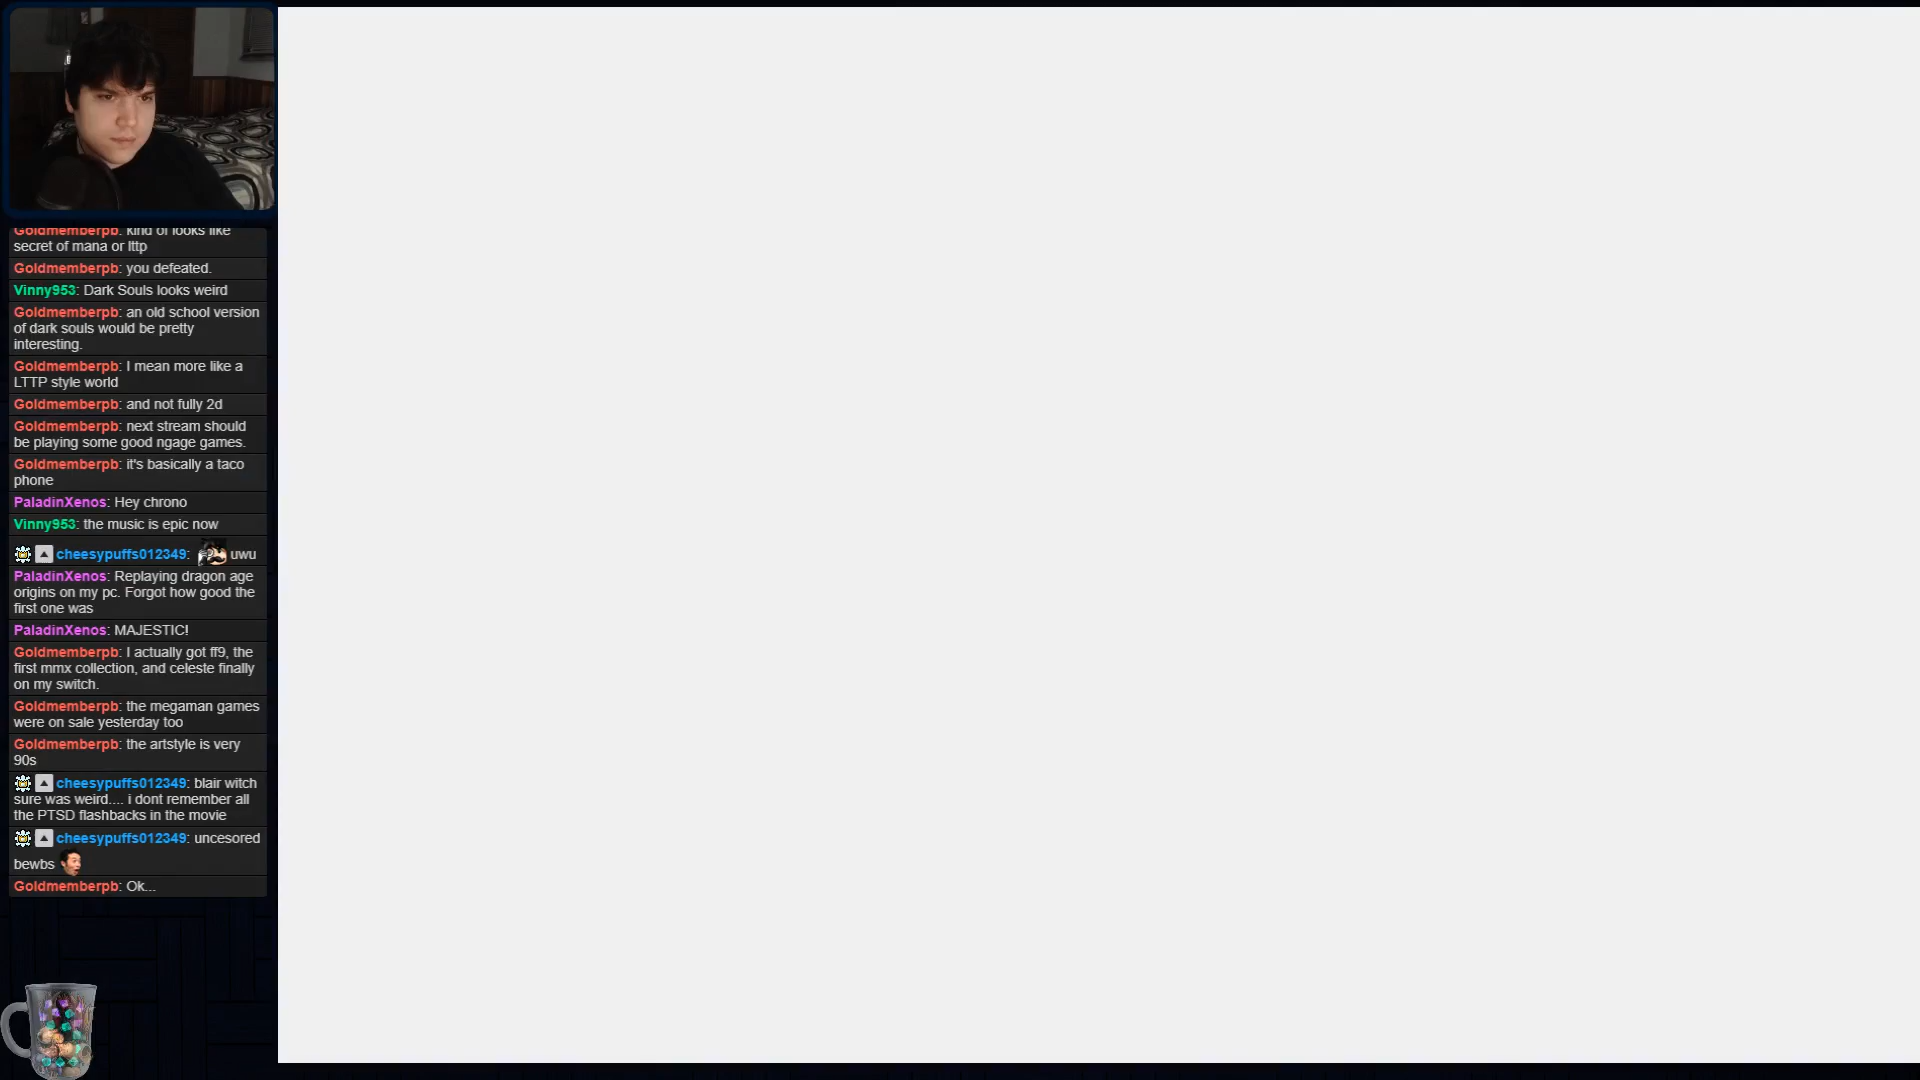 Goldmemberpb: kind of looks like
secret of mana or lttp
Goldmemberpb: you defeated.
Vinny953: Dark Souls looks weird
Goldmemberpb: an old school version
of dark souls would be pretty
interesting.
Goldmemberpb: I mean more like a
LTTP style world
Goldmemberpb: and not fully 2d
Goldmemberpb: next stream should
be playing some good ngage games.
Goldmemberpb: it's basically a taco
phone
PaladinXenos: Hey chrono
Vinny953: the music is epic now
cheesypuffs012349: uwu
PaladinXenos: Replaying dragon age
origins on my pc. Forgot how good the
first one was
PaladinXenos: MAJESTIC!
Goldmemberpb: I actually got ff9, the
first mmx collection, and celeste finally
on my switch.
Goldmemberpb: the megaman games
were on sale yesterday too
Goldmemberpb: the artstyle is very
90s
cheesypuffs012349: blair witch
sure was weird.... i dont remember all
the PTSD flashbacks in the movie
cheesypuffs012349: uncesored
bewbs
Goldmemberpb: Ok...